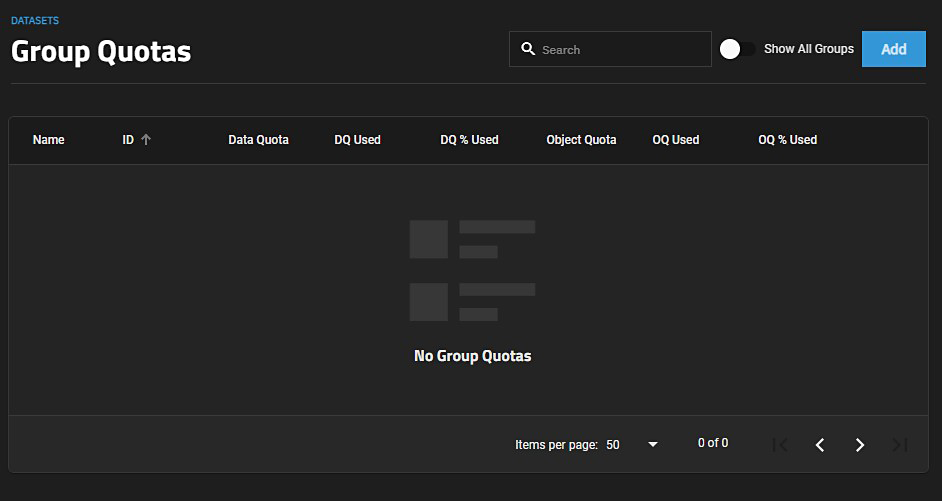 DATASETS
Group Quotas
Search
Show All Groups
Add
Name ID Data Quota DQ Used DQ % Used Object Quota OQ Used OQ % Used
No Group Quotas
Items per page: 50 0 of 0